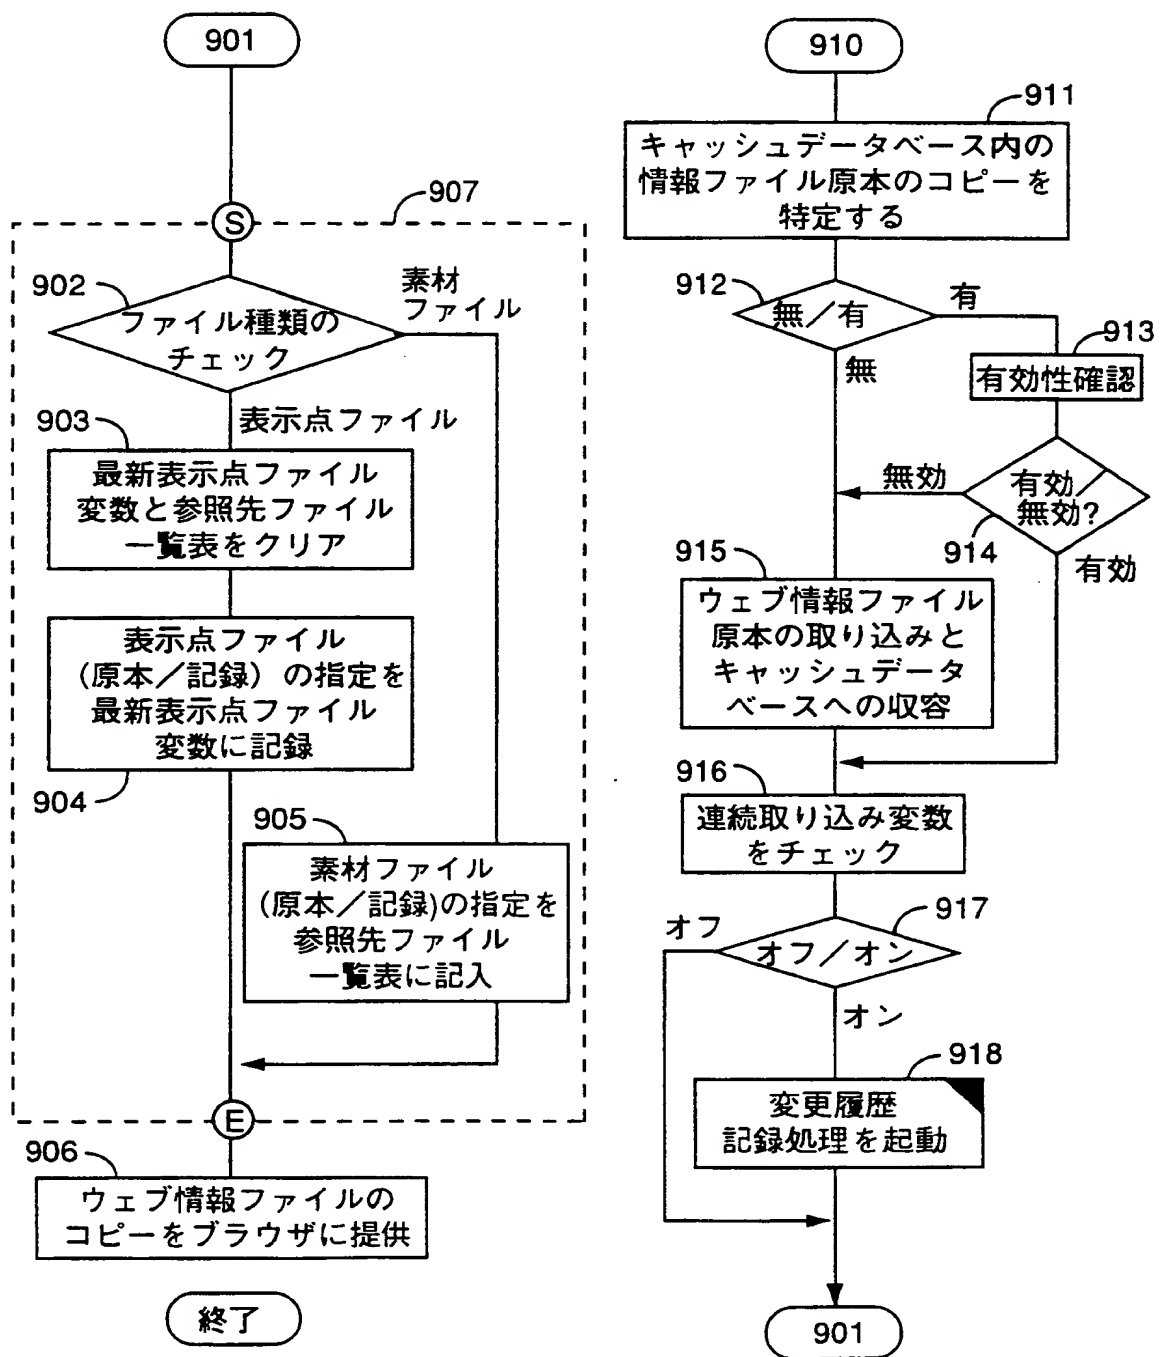 901
907
S
902
素材
ファイル
ファイル種類の
チェック
903
表示点ファイル
最新表示点ファイル
変数と参照先ファイル
一覧表をクリア
表示点ファイル
(原本／記録) の指定を
最新表示点ファイル
変数に記録
904
905
素材ファイル
(原本／記録)の指定を
参照先ファイル
一覧表に記入
E
906
ウェブ情報ファイルの
コピーをブラウザに提供
終了
910
911
キャッシュデータベース内の
情報ファイル原本のコピーを
特定する
912
無／有
有
無
913
有効性確認
無効
有効／
無効?
914
有効
915
ウェブ情報ファイル
原本の取り込みと
キャッシュデータ
ベースへの収容
916
連続取り込み変数
をチェック
917
オフ
オフ／オン
オン
918
変更履歴
記録処理を起動
901